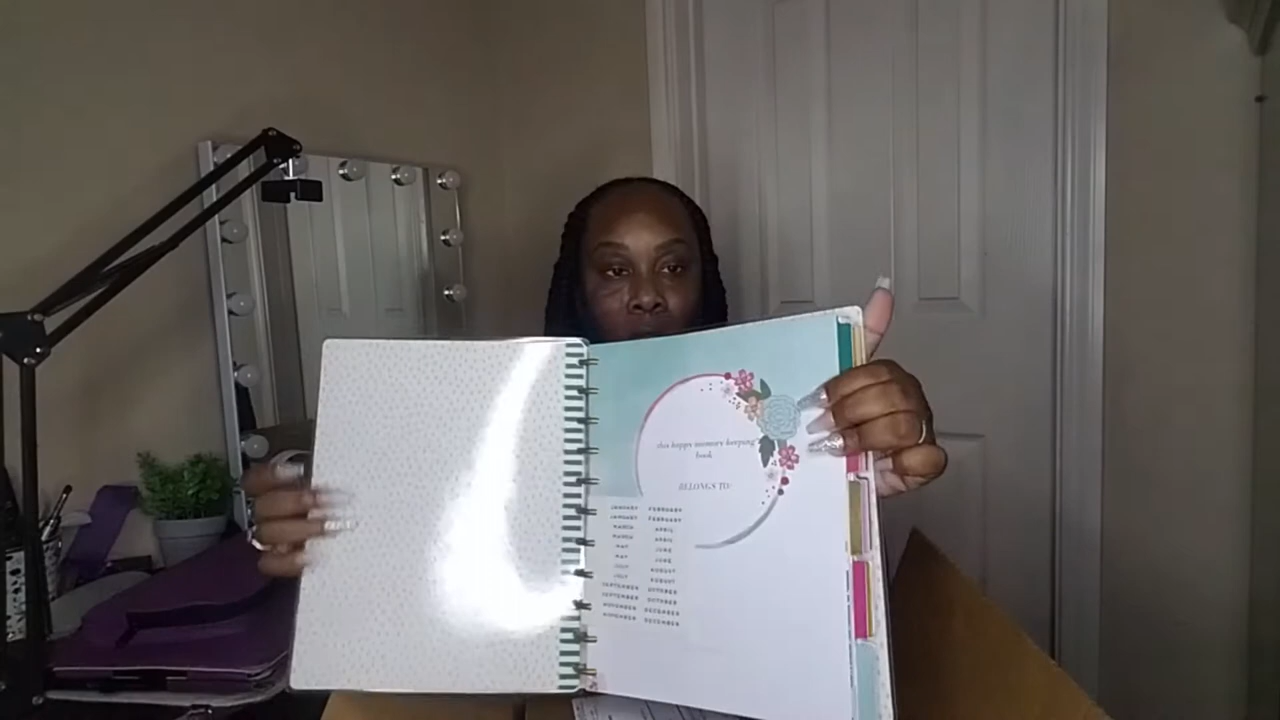 this happy memory keeping
book
BELONGS TO:
JANUARY FEBRUARY
JANUARY FEBRUARY
MARCH APRIL
MARCH APRIL
MAY JUNE
MAY JUNE
JULY AUGUST
JULY AUGUST
SEPTEMBER OCTOBER
SEPTEMBER OCTOBER
NOVEMBER DECEMBER
NOVEMBER DECEMBER